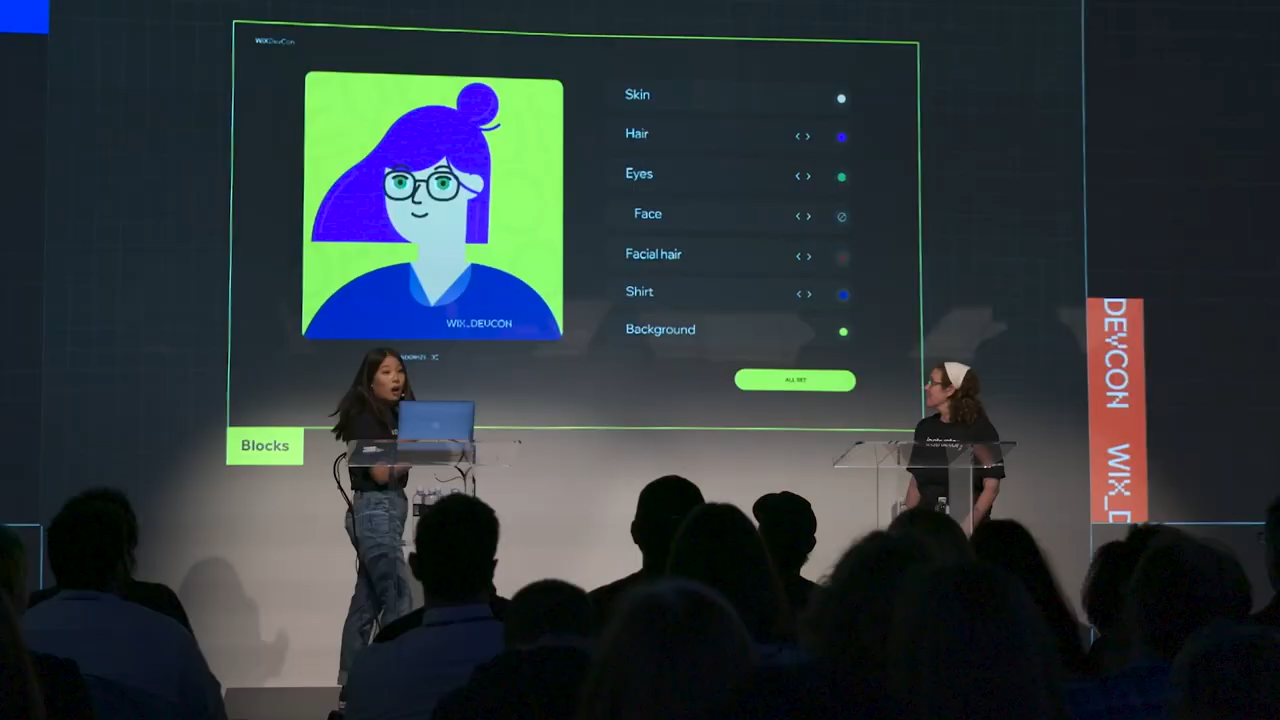 WIXDevCon
Skin
Hair
Eyes
Face
Facial hair
Shirt
Background
WIX_DEVCON
ALL SET
Blocks
DEVCON WIX_D